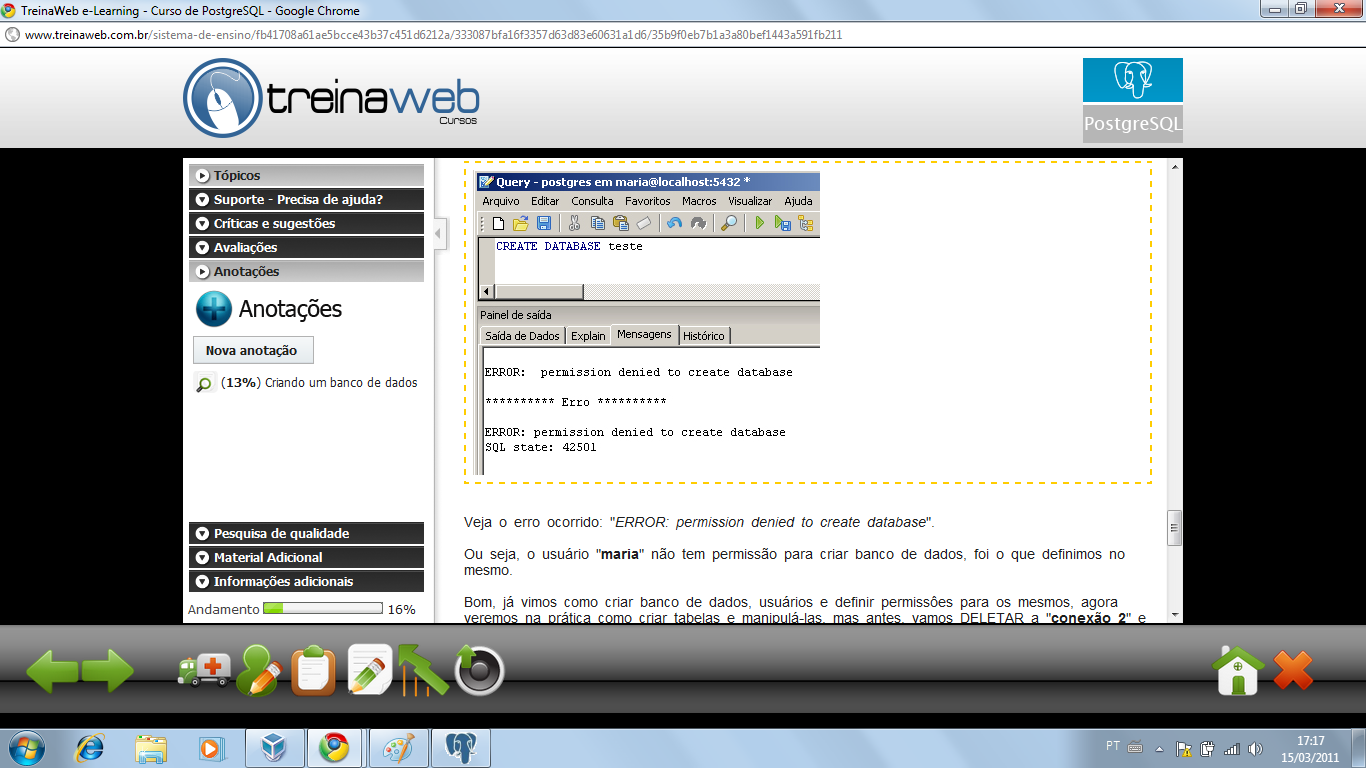 TreinaWeb e-Learning - Curso de PostgreSQL - Google Chrome
www.treinaweb.com.br/sistema-de-ensino/fb41708a61ae5bcce43b37c451d6212a/333087bfa16f3357d63d83e60631a1d6/35b9f0eb7b1a3a80bef1443a591fb211
treinaweb
Cursos
PostgreSQL
Tópicos
Suporte - Precisa de ajuda?
Críticas e sugestões
Avaliações
Anotações
Anotações
Nova anotação
(13%) Criando um banco de dados
Pesquisa de qualidade
Material Adicional
Informações adicionais
Andamento 16%
Query - postgres em maria@localhost:5432 *
Arquivo Editar Consulta Favoritos Macros Visualizar Ajuda
CREATE DATABASE teste
Painel de saída
Saída de Dados Explain Mensagens Histórico
ERROR:  permission denied to create database
********** Erro **********
ERROR: permission denied to create database
SQL state: 42501
Veja o erro ocorrido: "ERROR: permission denied to create database".
Ou seja, o usuário "maria" não tem permissão para criar banco de dados, foi o que definimos no
mesmo.
Bom, já vimos como criar banco de dados, usuários e definir permissões para os mesmos, agora
veremos na prática como criar tabelas e manipulá-las, mas antes, vamos DELETAR a "conexão 2" e
PT
17:17
15/03/2011